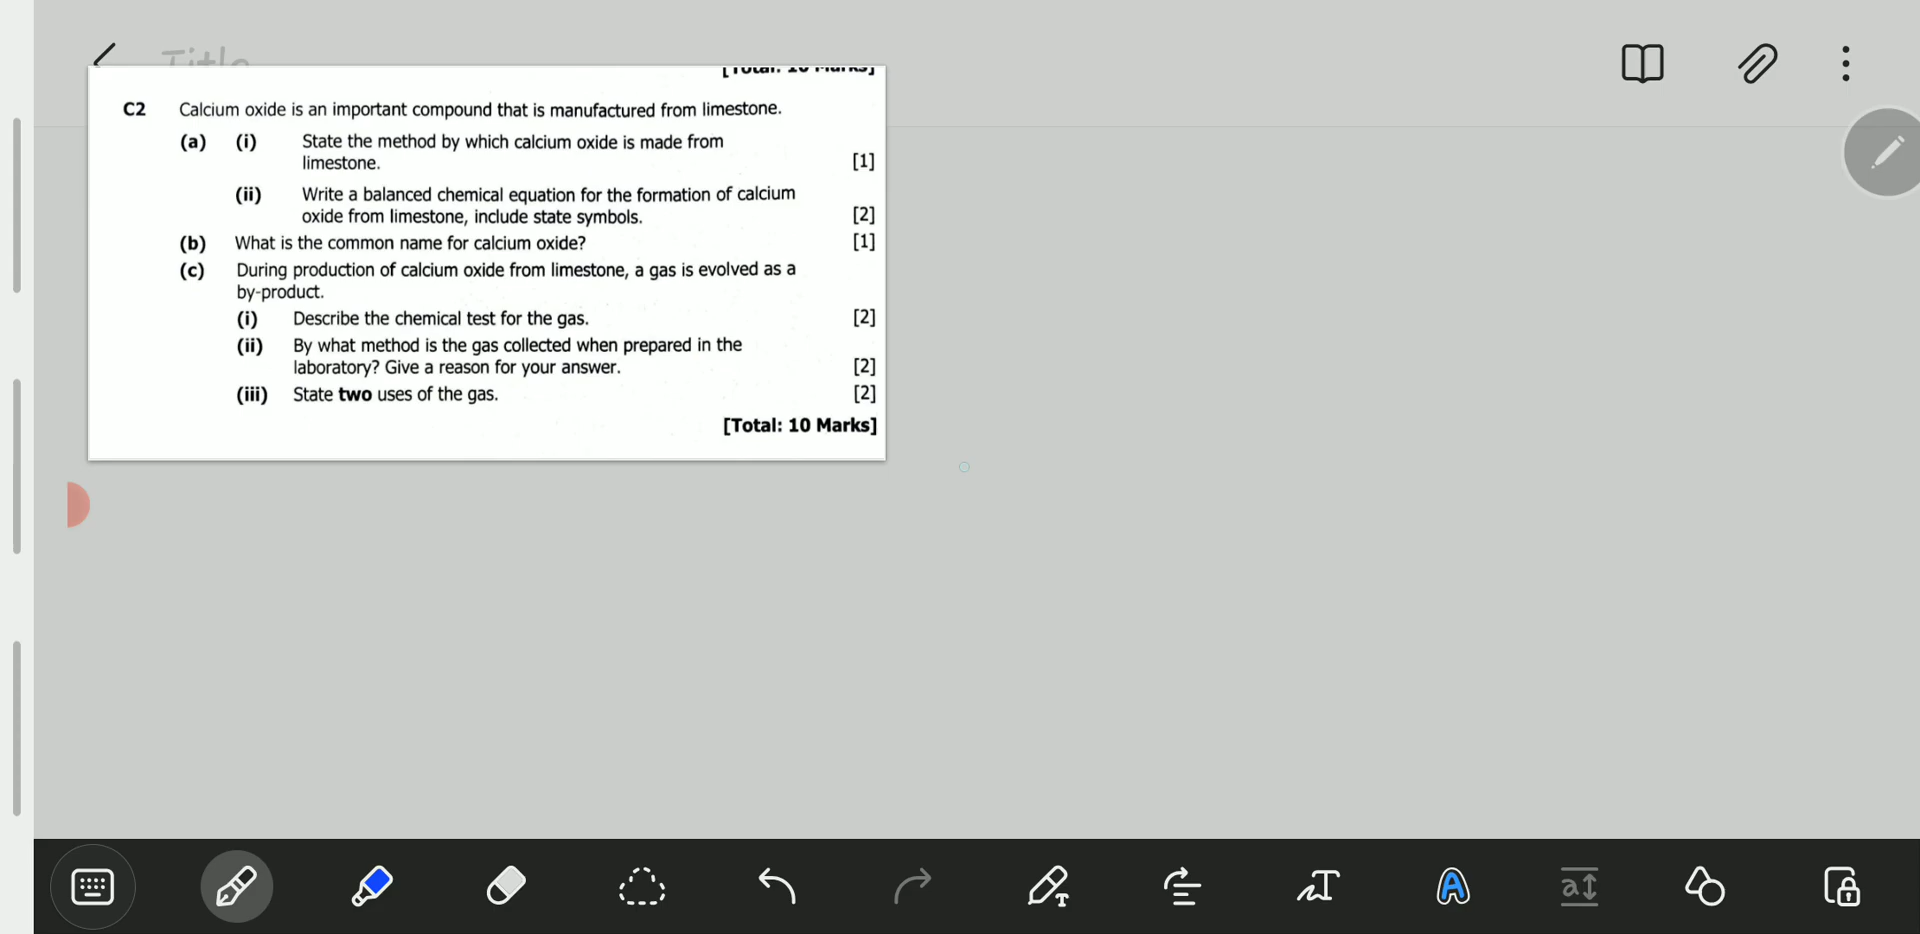 Title
[Total: 10 Marks]
C2 Calcium oxide is an important compound that is manufactured from limestone.
(a) (i) State the method by which calcium oxide is made from
limestone. [1]
(ii) Write a balanced chemical equation for the formation of calcium
oxide from limestone, include state symbols. [2]
(b) What is the common name for calcium oxide? [1]
(c) During production of calcium oxide from limestone, a gas is evolved as a
by-product.
(i) Describe the chemical test for the gas. [2]
(ii) By what method is the gas collected when prepared in the
laboratory? Give a reason for your answer. [2]
(iii) State two uses of the gas. [2]
[Total: 10 Marks]